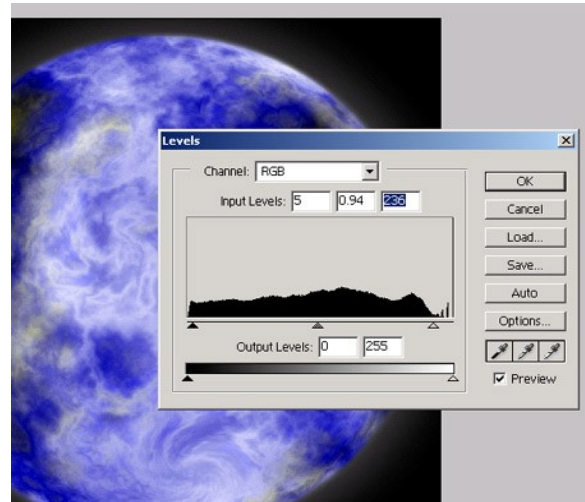 Levels
Channel: RGB
OK
Input Levels: 5 0.94 236
Cancel
Load...
Save...
Auto
Options...
Output Levels: 0 255
Preview